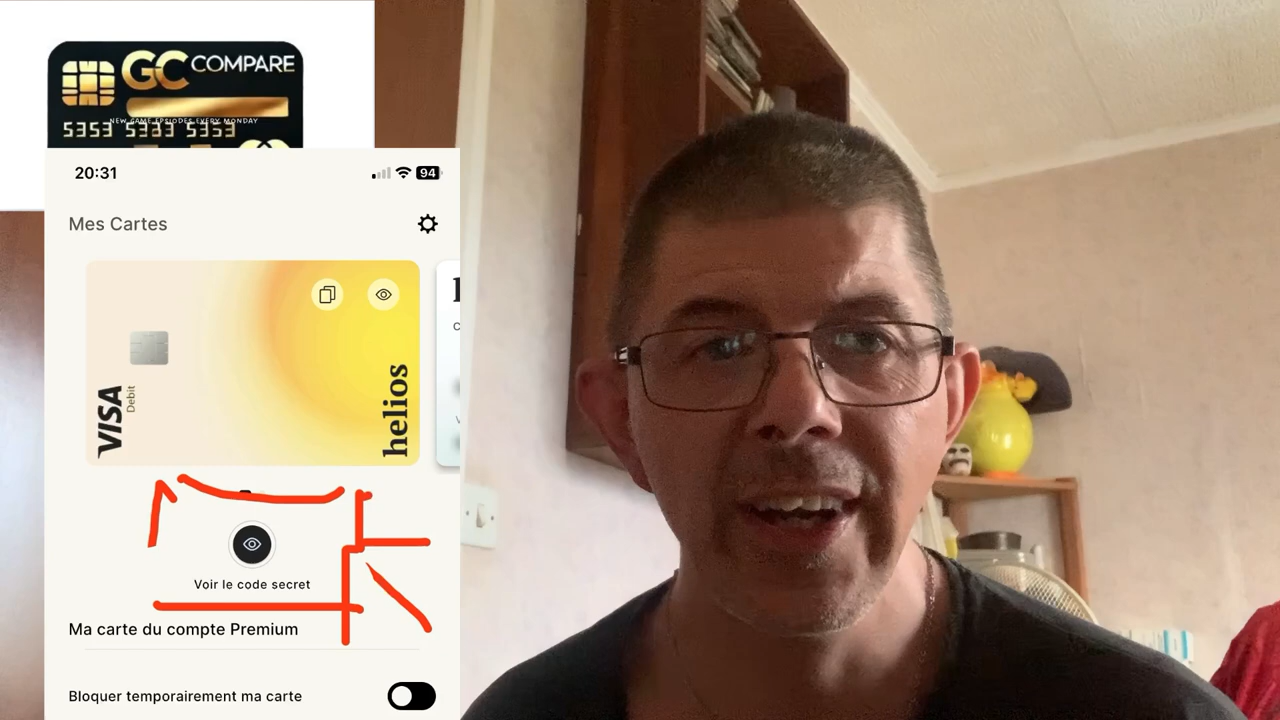 GC COMPARE
NEW GAME EPSIODES EVERY MONDAY
5353 5333 5353
20:31
94
Mes Cartes
VISA
Debit
helios
Voir le code secret
Ma carte du compte Premium
Bloquer temporairement ma carte